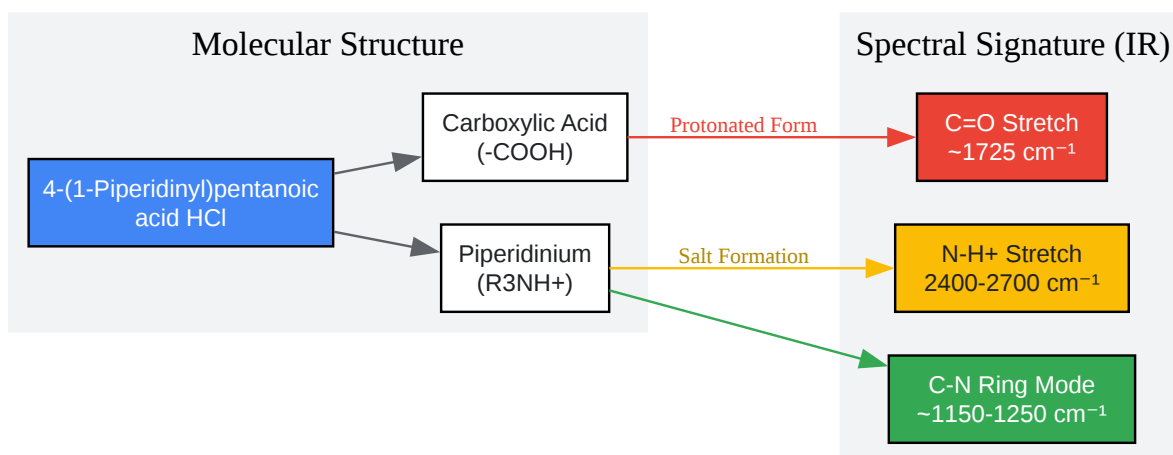 Molecular Structure
Spectral Signature (IR)
4-(1-Piperidinyl)pentanoic
acid HCl
Carboxylic Acid
(-COOH)
Protonated Form
C=O Stretch
~1725 cm⁻¹
Piperidinium
(R3NH+)
Salt Formation
N-H+ Stretch
2400-2700 cm⁻¹
C-N Ring Mode
~1150-1250 cm⁻¹